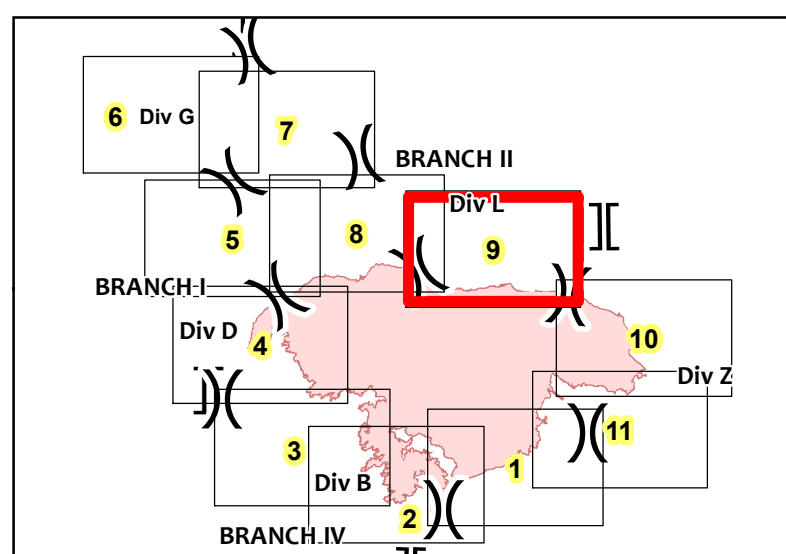 6
Div G
7
BRANCH II
Div L
5
8
9
BRANCH I
Div D
4
10
Div Z
11
3
1
Div B
2
BRANCH IV